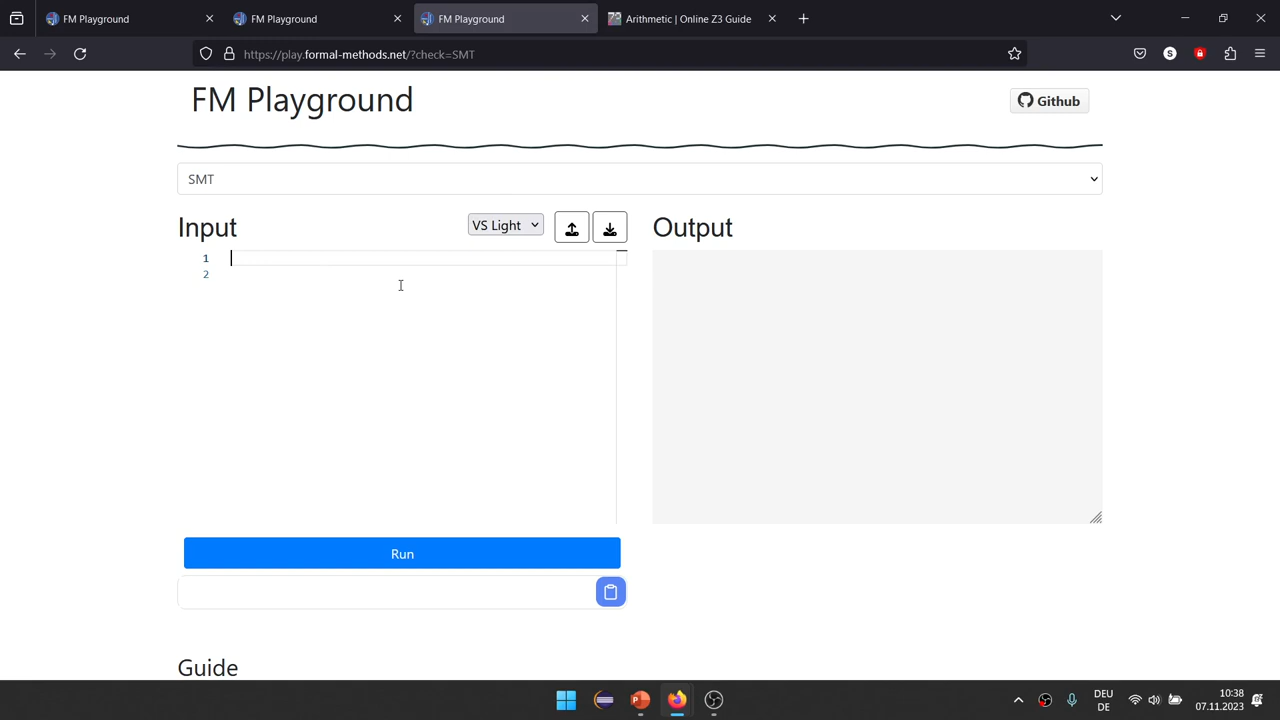 FM Playground
FM Playground
FM Playground
Arithmetic | Online Z3 Guide
https://play.formal-methods.net/?check=SMT
S
FM Playground
Github
SMT
Input
VS Light
Output
1
2
Run
Guide
DEU
DE
10:38
07.11.2023